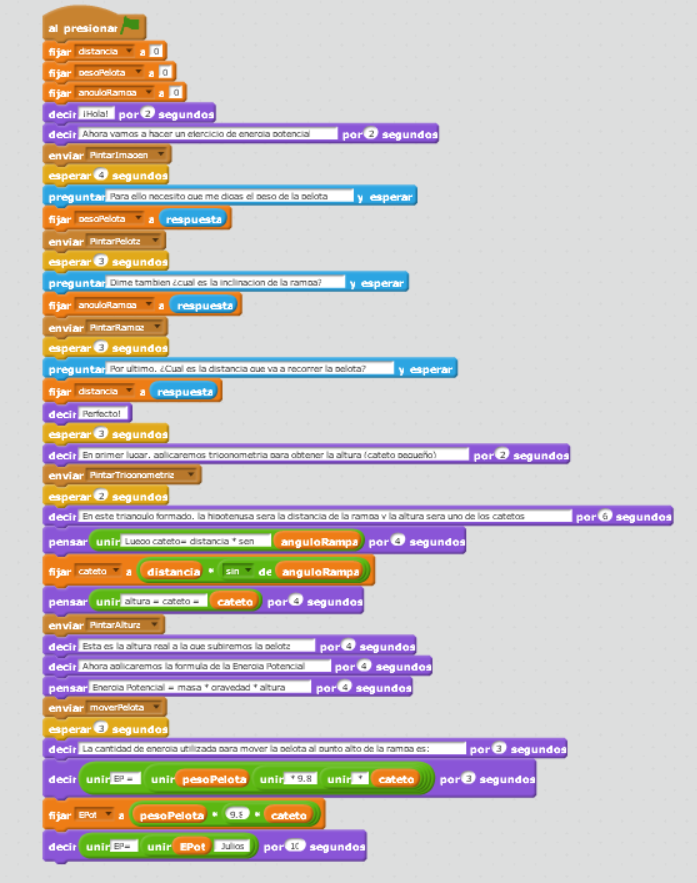 al presionar
fijar distancia a 0
fijar pesoPelota a 0
fijar anguloRampa a 0
decir ¡Hola! por 2 segundos
decir Ahora vamos a hacer un ejercicio de energia potencial por 2 segundos
enviar PintarImagen
esperar 4 segundos
preguntar Para ello necesito que me digas el peso de la pelota y esperar
fijar pesoPelota a respuesta
enviar PintarPelota
esperar 3 segundos
preguntar Dime tambien ¿cual es la inclinacion de la rampa? y esperar
fijar anguloRampa a respuesta
enviar PintarRampa
esperar 3 segundos
preguntar Por ultimo, ¿Cual es la distancia que va a recorrer la pelota? y esperar
fijar distancia a respuesta
decir Perfecto!
esperar 3 segundos
decir En primer lugar, aplicaremos trigonometria para obtener la altura (cateto pequeño) por 2 segundos
enviar PintarTrigonometria
esperar 2 segundos
decir En este triangulo formado, la hipotenusa sera la distancia de la rampa y la altura sera uno de los catetos por 6 segundos
pensar unir Luego cateto= distancia * sen anguloRampa por 4 segundos
fijar cateto a distancia * sin de anguloRampa
pensar unir altura = cateto = cateto por 4 segundos
enviar PintarAltura
decir Esta es la altura real a la que subiremos la pelota por 4 segundos
decir Ahora aplicaremos la formula de la Energia Potencial por 4 segundos
pensar Energia Potencial = masa * gravedad * altura por 4 segundos
enviar moverPelota
esperar 3 segundos
decir La cantidad de energia utilizada para mover la pelota al punto alto de la rampa es: por 3 segundos
decir unir EP = unir pesoPelota unir * 9.8 unir * cateto por 3 segundos
fijar EPot a pesoPelota * 9.8 * cateto
decir unir EP= unir EPot Julios por 10 segundos